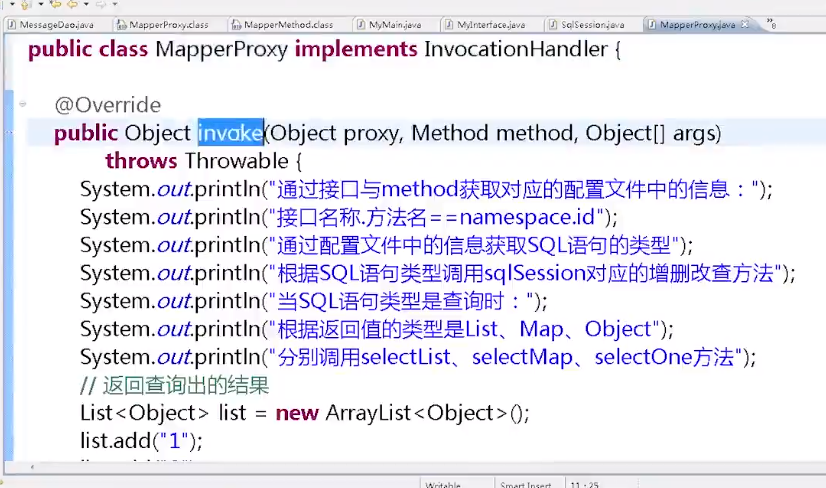 MessageDao.java MapperProxy.class MapperMethod.class MyMain.java MyInterface.java SqlSession.java MapperProxy.java
public class MapperProxy implements InvocationHandler {
@Override
public Object invoke(Object proxy, Method method, Object[] args)
throws Throwable {
System.out.println("通过接口与method获取对应的配置文件中的信息：");
System.out.println("接口名称.方法名==namespace.id");
System.out.println("通过配置文件中的信息获取SQL语句的类型");
System.out.println("根据SQL语句类型调用sqlSession对应的增删改查方法");
System.out.println("当SQL语句类型是查询时：");
System.out.println("根据返回值的类型是List、Map、Object");
System.out.println("分别调用selectList、selectMap、selectOne方法");
// 返回查询出的结果
List<Object> list = new ArrayList<Object>();
list.add("1");
Writable Smart Insert 11 : 25